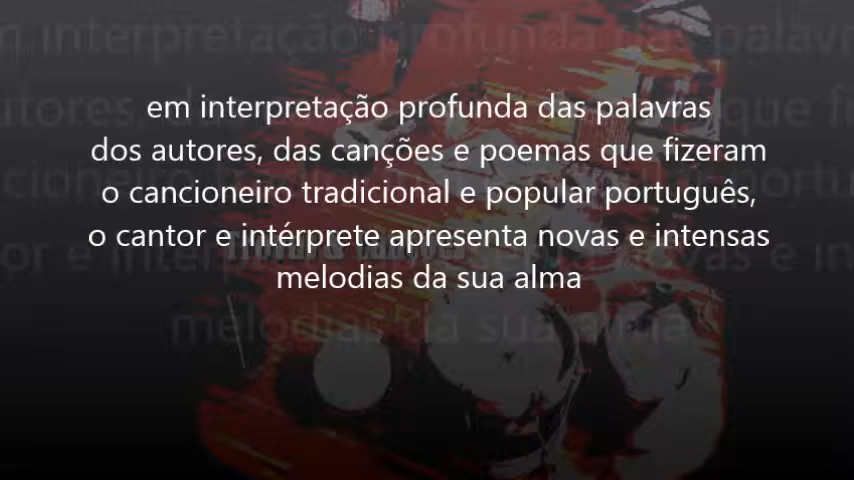 em interpretação profunda das palavras
dos autores, das canções e poemas que fizeram
o cancioneiro tradicional e popular português,
o cantor e intérprete apresenta novas e intensas
melodias da sua alma